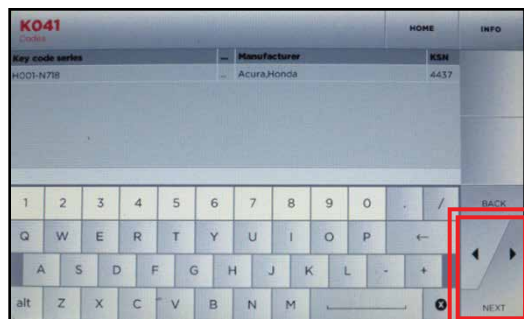 K041
Codes
HOME
INFO
Key code series ... Manufacturer KSN
H001-N718 ... Acura,Honda 4437
1 2 3 4 5 6 7 8 9 0 . /
BACK
Q W E R T Y U I O P ←
A S D F G H J K L - +
alt Z X C V B N M
NEXT